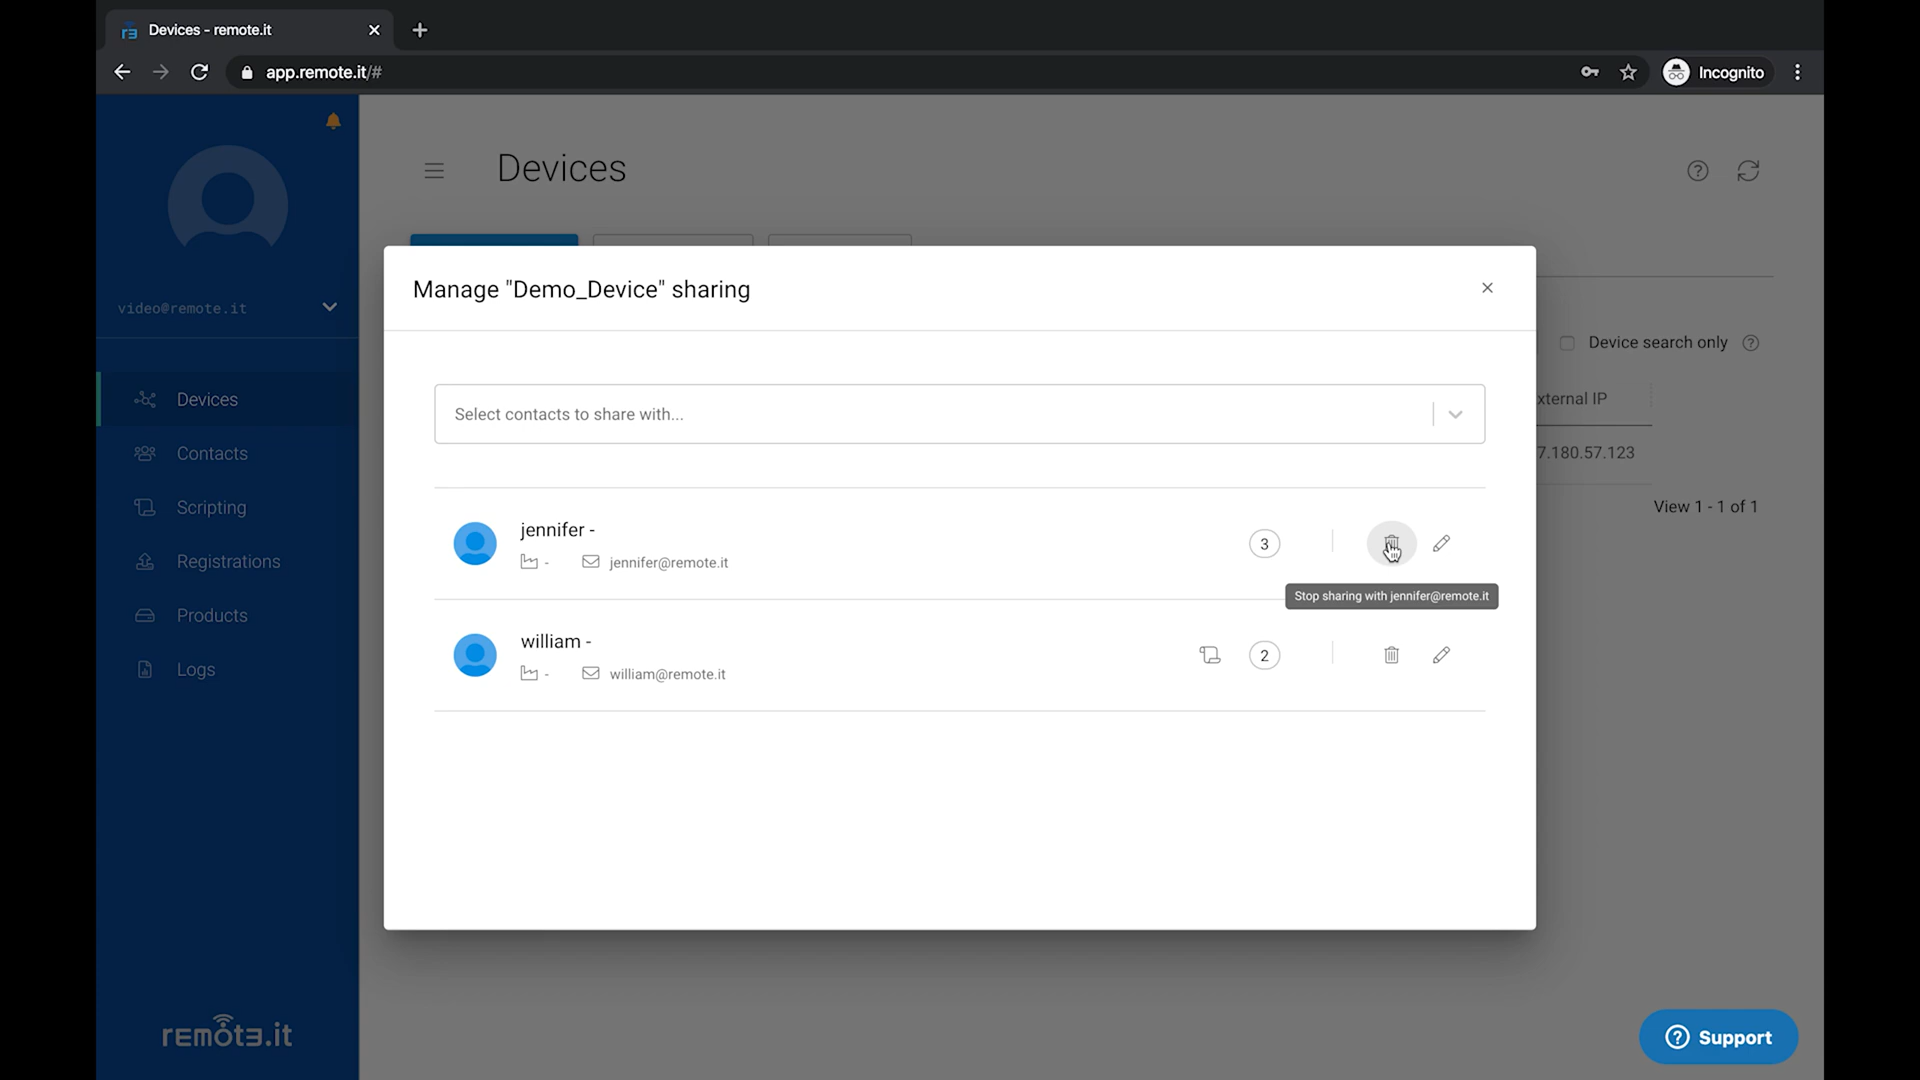 Devices - remote.it
app.remote.it/#
Incognito
Devices
video@remote.it
Manage "Demo_Device" sharing
Device search only
Select contacts to share with...
xternal IP
7.180.57.123
View 1 - 1 of 1
Devices
Contacts
Scripting
Registrations
Products
Logs
jennifer -
- jennifer@remote.it
3
Stop sharing with jennifer@remote.it
william -
- william@remote.it
2
remot3.it
Support